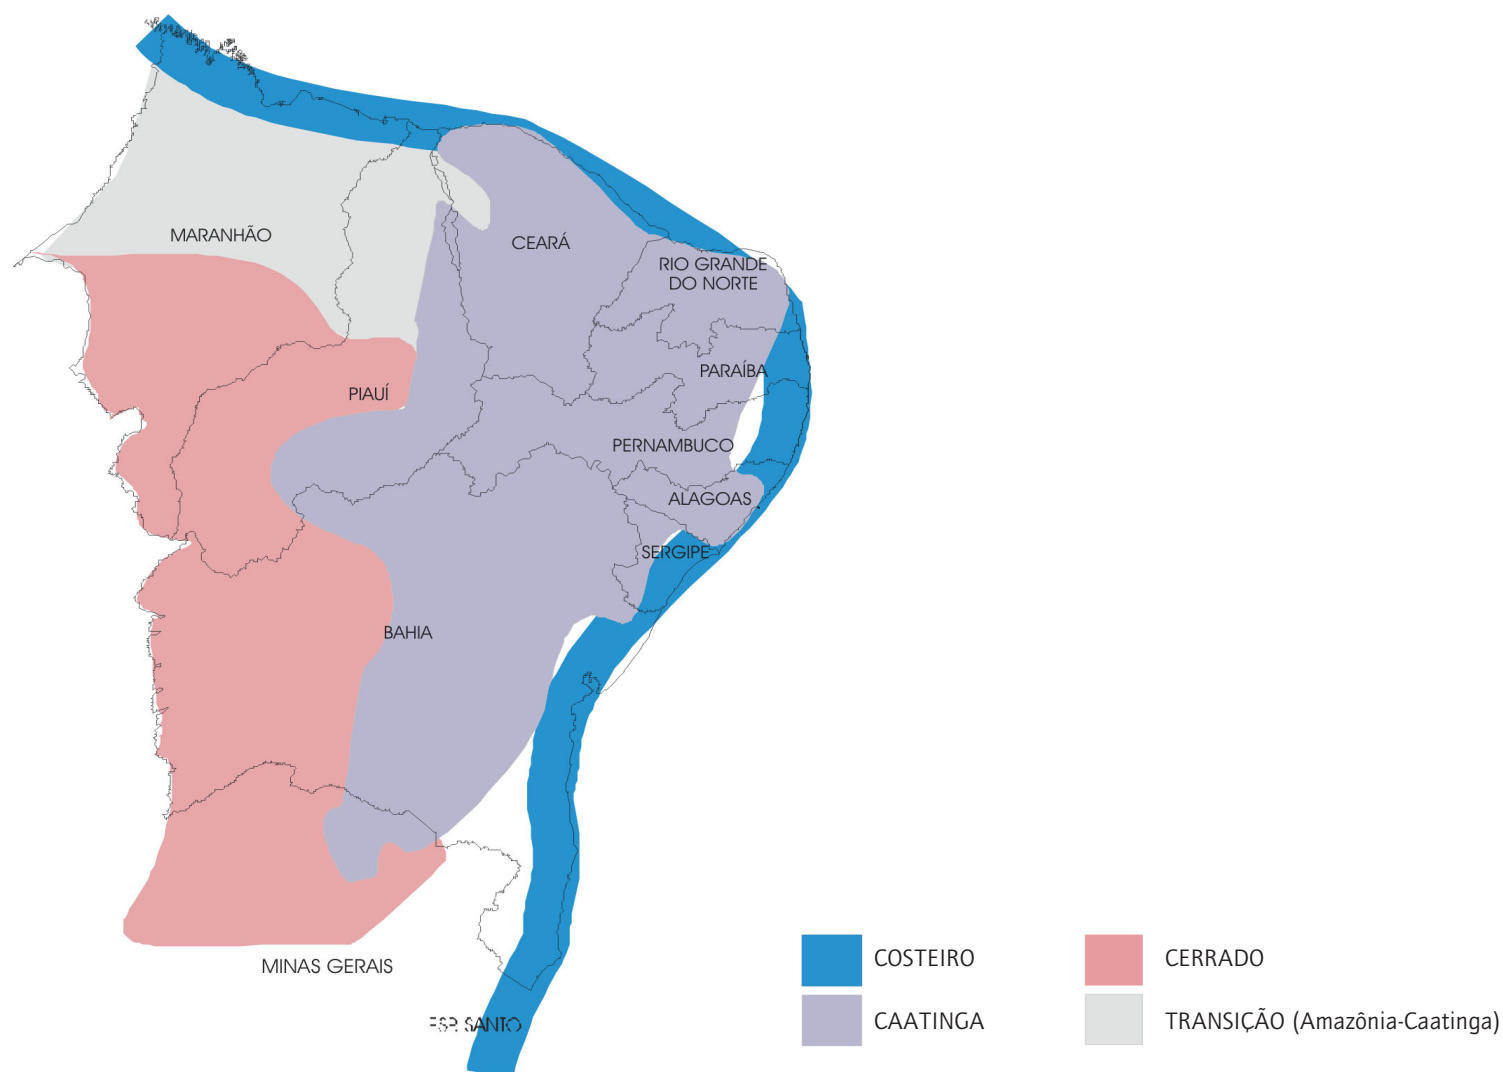 MARANHÃO
CEARÁ
RIO GRANDE
DO NORTE
PARAÍBA
PIAUÍ
PERNAMBUCO
ALAGOAS
SERGIPE
BAHIA
MINAS GERAIS
ESP. SANTO
COSTEIRO
CERRADO
CAATINGA
TRANSIÇÃO (Amazônia-Caatinga)